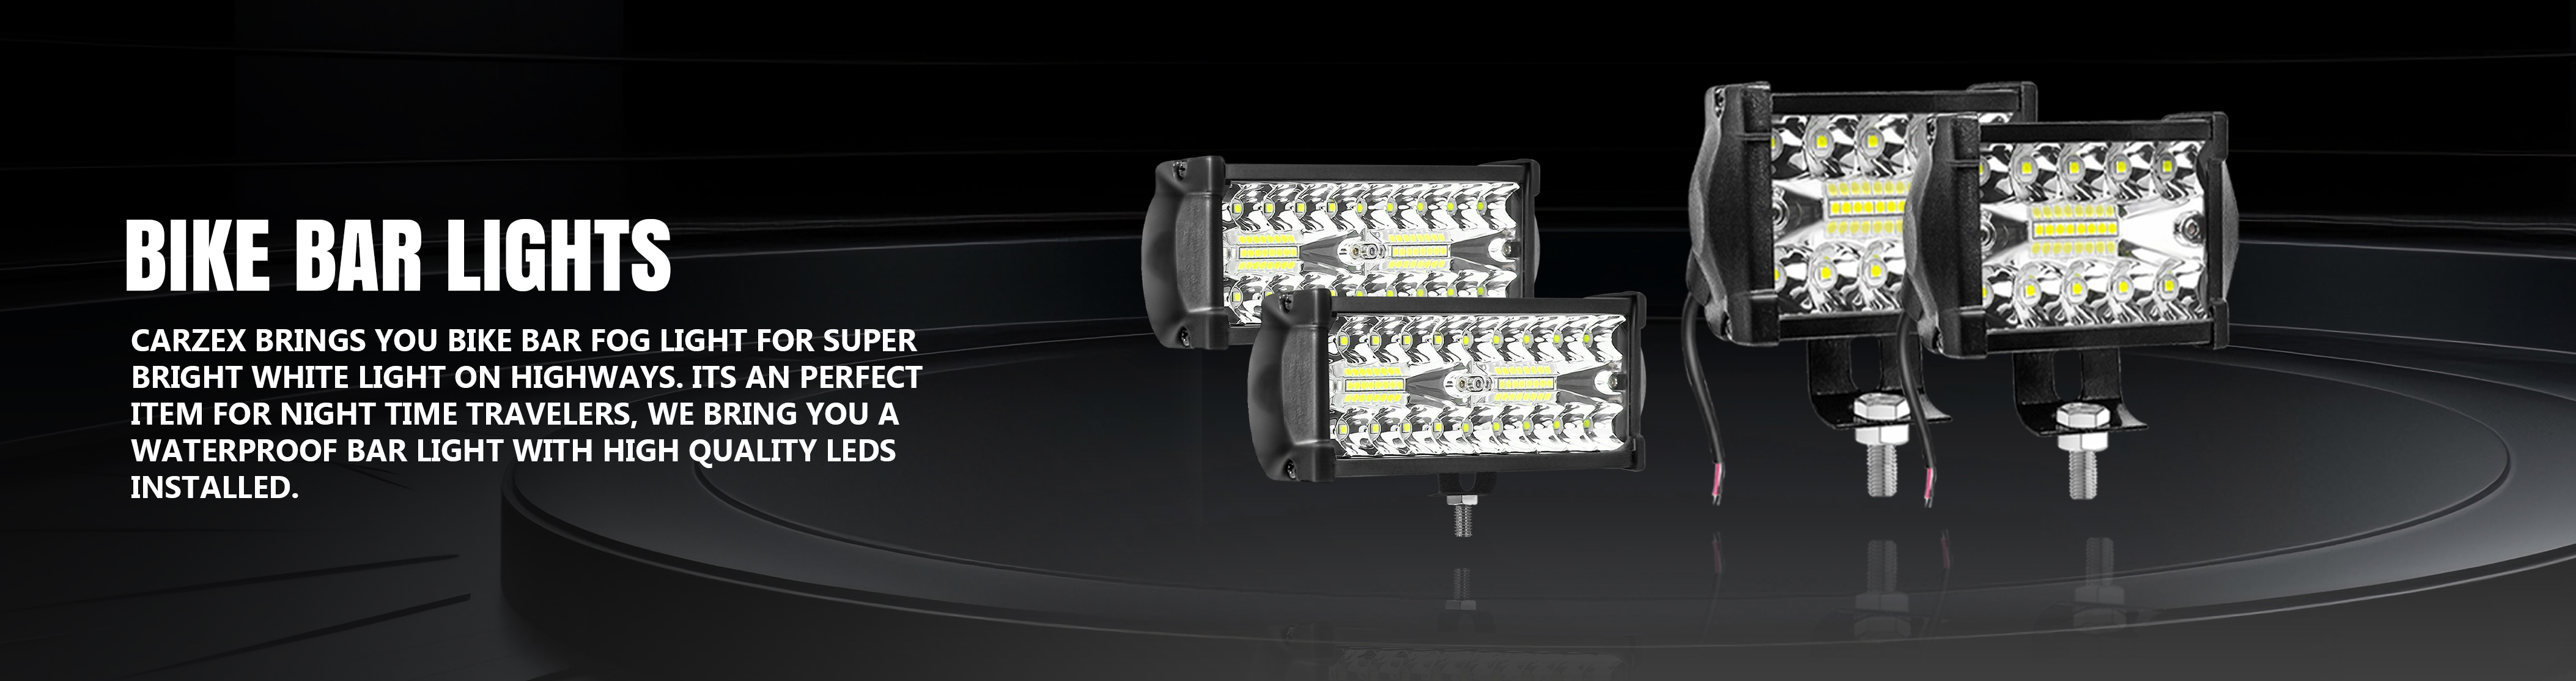 BIKE BAR LIGHTS
CARZEX BRINGS YOU BIKE BAR FOG LIGHT FOR SUPER
BRIGHT WHITE LIGHT ON HIGHWAYS. ITS AN PERFECT
ITEM FOR NIGHT TIME TRAVELERS, WE BRING YOU A
WATERPROOF BAR LIGHT WITH HIGH QUALITY LEDS
INSTALLED.